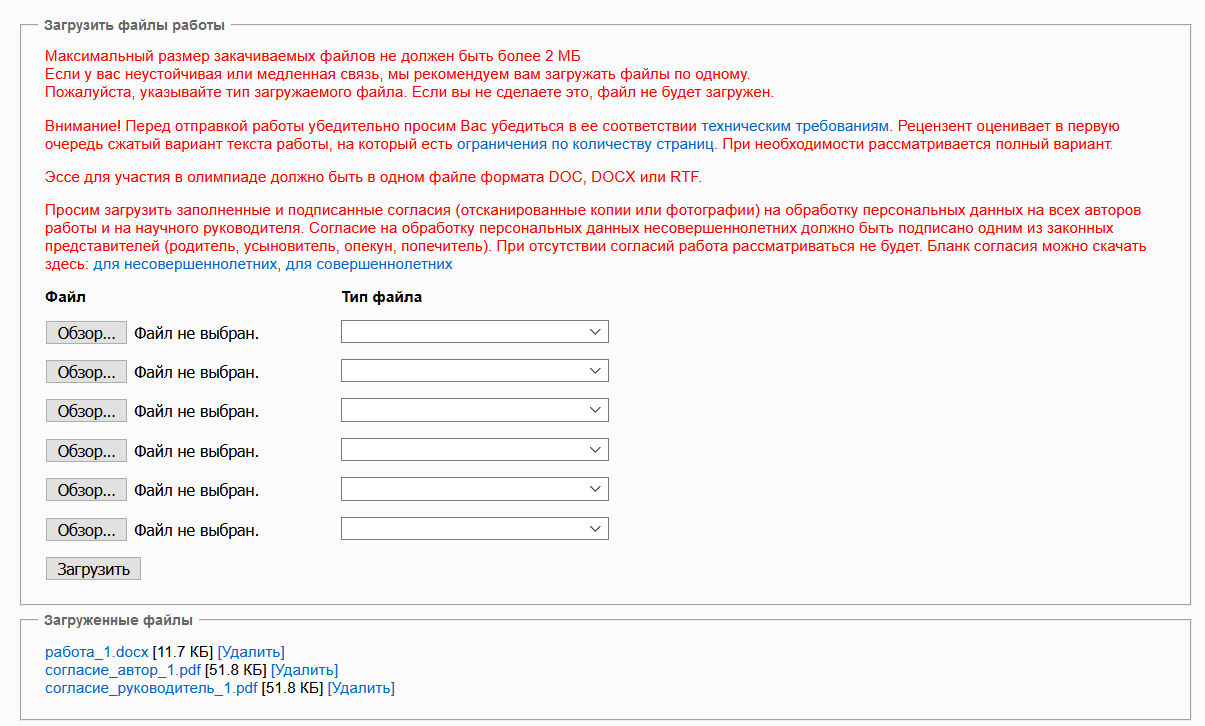 Загрузить файлы работы
Максимальный размер закачиваемых файлов не должен быть более 2 МБ
Если у вас неустойчивая или медленная связь, мы рекомендуем вам загружать файлы по одному.
Пожалуйста, указывайте тип загружаемого файла. Если вы не сделаете это, файл не будет загружен.
Внимание! Перед отправкой работы убедительно просим Вас убедиться в ее соответствии техническим требованиям. Рецензент оценивает в первую
очередь сжатый вариант текста работы, на который есть ограничения по количеству страниц. При необходимости рассматривается полный вариант.
Эссе для участия в олимпиаде должно быть в одном файле формата DOC, DOCX или RTF.
Просим загрузить заполненные и подписанные согласия (отсканированные копии или фотографии) на обработку персональных данных на всех авторов
работы и на научного руководителя. Согласие на обработку персональных данных несовершеннолетних должно быть подписано одним из законных
представителей (родитель, усыновитель, опекун, попечитель). При отсутствии согласий работа рассматриваться не будет. Бланк согласия можно скачать
здесь: для несовершеннолетних, для совершеннолетних
Файл Тип файла
Обзор... Файл не выбран.
Обзор... Файл не выбран.
Обзор... Файл не выбран.
Обзор... Файл не выбран.
Обзор... Файл не выбран.
Обзор... Файл не выбран.
Загрузить
Загруженные файлы
работа_1.docx [11.7 КБ] [Удалить]
согласие_автор_1.pdf [51.8 КБ] [Удалить]
согласие_руководитель_1.pdf [51.8 КБ] [Удалить]